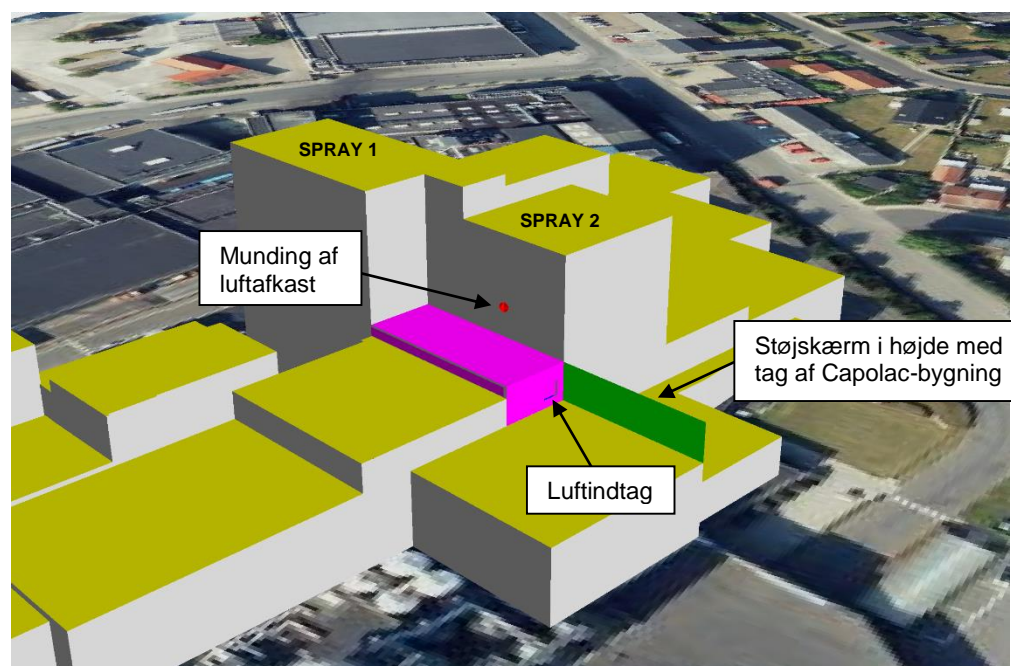 SPRAY 1
SPRAY 2
Munding af
luftafkast
Støjskærm i højde med
tag af Capolac-bygning
Luftindtag